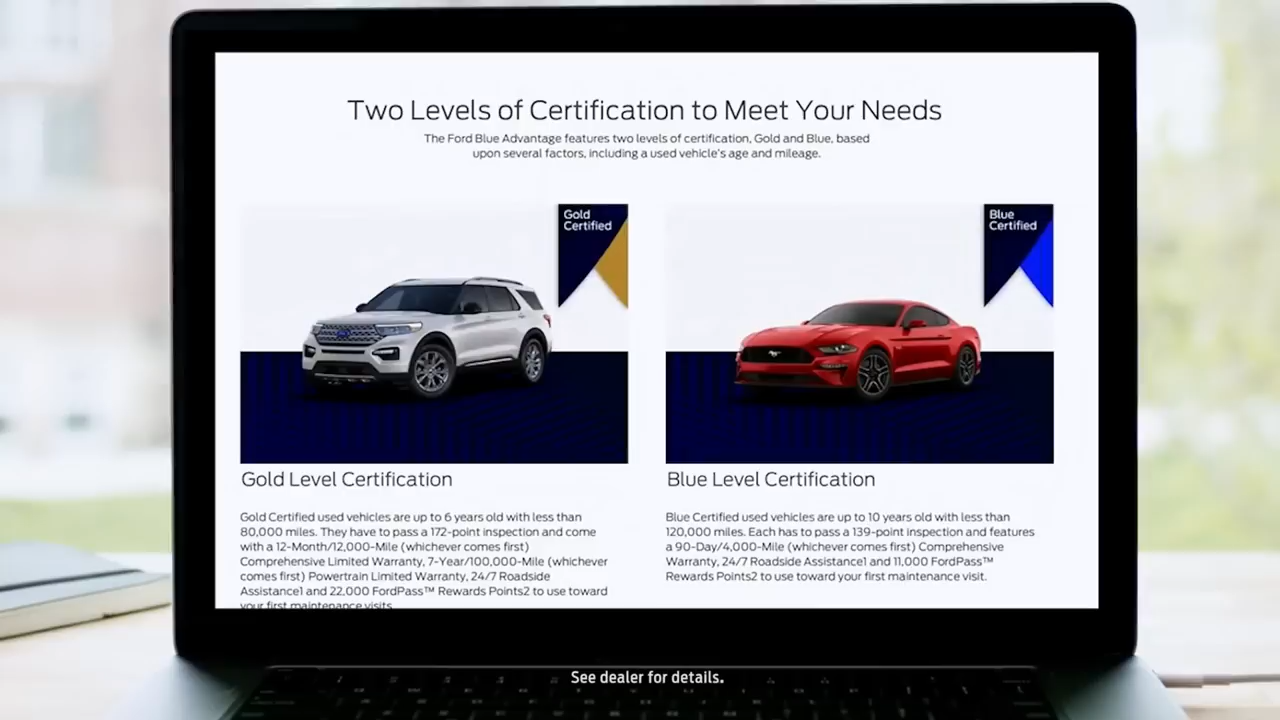 Two Levels of Certification to Meet Your Needs
The Ford Blue Advantage features two levels of certification, Gold and Blue, based
upon several factors, including a used vehicle's age and mileage.
Gold
Certified
Blue
Certified
Gold Level Certification
Gold Certified used vehicles are up to 6 years old with less than
80,000 miles. They have to pass a 172-point inspection and come
with a 12-Month/12,000-Mile (whichever comes first)
Comprehensive Limited Warranty, 7-Year/100,000-Mile (whichever
comes first) Powertrain Limited Warranty, 24/7 Roadside
Assistance1 and 22,000 FordPass™ Rewards Points2 to use toward
your first maintenance visits.
Blue Level Certification
Blue Certified used vehicles are up to 10 years old with less than
120,000 miles. Each has to pass a 139-point inspection and features
a 90-Day/4,000-Mile (whichever comes first) Comprehensive
Warranty, 24/7 Roadside Assistance1 and 11,000 FordPass™
Rewards Points2 to use toward your first maintenance visit.
See dealer for details.